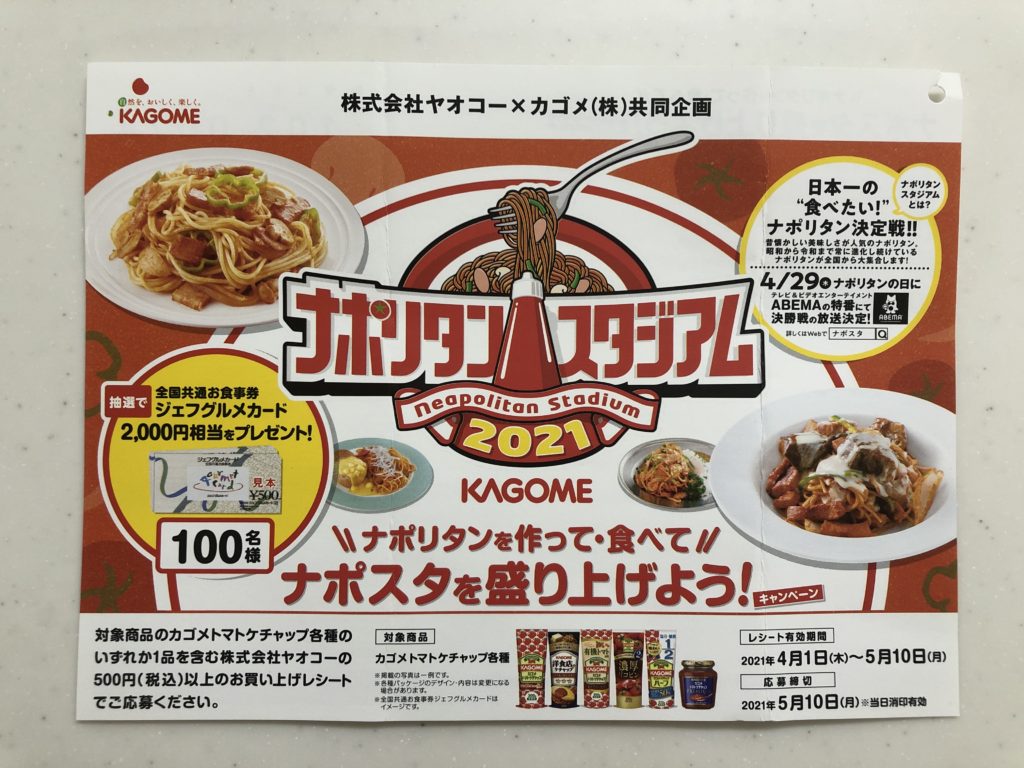 自然を、おいしく、楽しく。
KAGOME
株式会社ヤオコー×カゴメ(株)共同企画
ナポリタンスタジアム
Neapolitan Stadium
2021
KAGOME
ナポリタン
スタジアム
とは?
日本一の
“食べたい!”
ナポリタン決定戦!!
昔懐かしい美味しさが人気のナポリタン。
昭和から令和まで常に進化し続けている
ナポリタンが全国から大集合します!
4/29㊍ナポリタンの日に
テレビ&ビデオエンターテイメント
ABEMAの特番にて
決勝戦の放送決定!
ABEMA
詳しくはWebで ナポスタ
抽選で
全国共通お食事券
ジェフグルメカード
2,000円相当をプレゼント!
ジェフグルメカード
gourmet card
見本
¥500
100名様
\\ナポリタンを作って・食べて//
ナポスタを盛り上げよう!
キャンペーン
対象商品のカゴメトマトケチャップ各種の
いずれか1品を含む株式会社ヤオコーの
500円(税込)以上のお買い上げレシート
でご応募ください。
対象商品
カゴメトマトケチャップ各種
※掲載の写真は一例です。
※各種パッケージのデザイン・内容は変更になる
場合があります。
※全国共通お食事券ジェフグルメカードは
イメージです。
レシート有効期間
2021年4月1日(木)〜5月10日(月)
応募締切
2021年5月10日(月)※当日消印有効